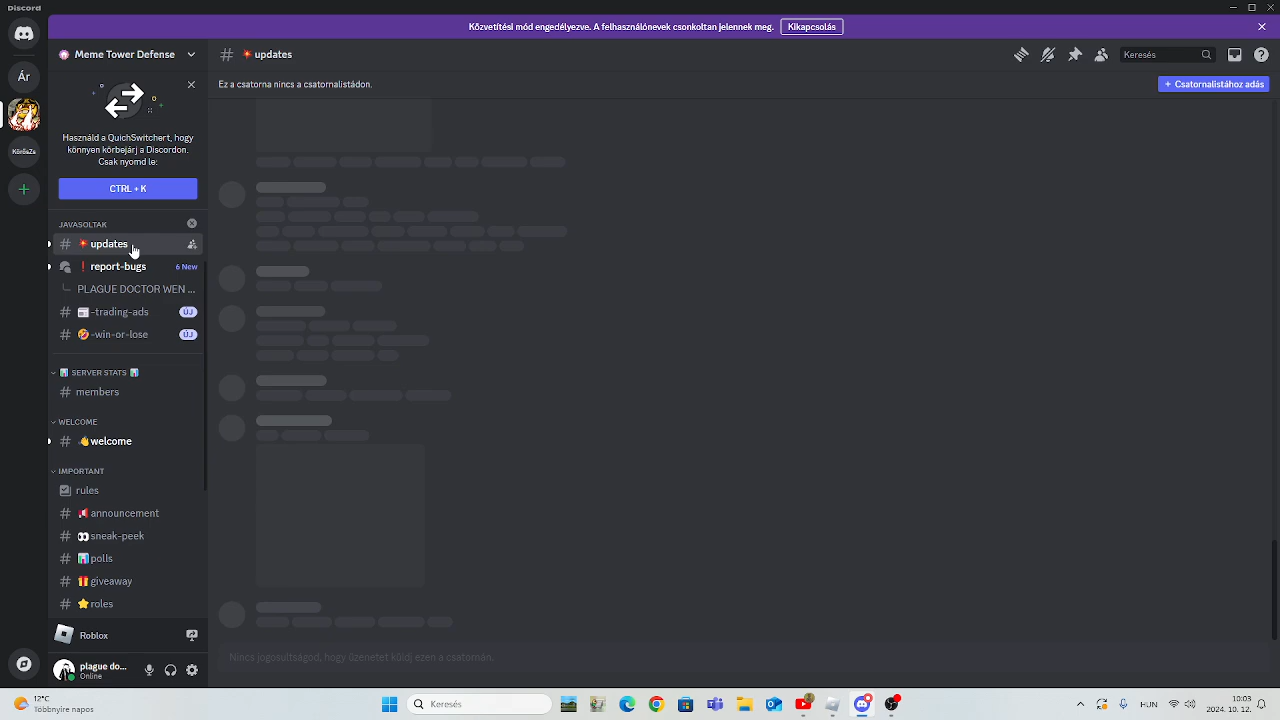 Discord
Közvetítési mód engedélyezve. A felhasználónevek csonkoltan jelennek meg.
Kikapcsolás
Meme Tower Defense
updates
Keresés
Ez a csatorna nincs a csatornalistádon.
Csatornalistához adás
Ár
KörösZs
Használd a QuickSwitchert, hogy
könnyen körbejárj a Discordon.
Csak nyomd le:
CTRL + K
JAVASOLTAK
updates
report-bugs
6 New
PLAGUE DOCTOR WEN ...
-trading-ads
ÚJ
-win-or-lose
ÚJ
SERVER STATS
members
WELCOME
welcome
IMPORTANT
rules
announcement
sneak-peek
polls
giveaway
roles
Roblox
plague do...
Online
Nincs jogosultságod, hogy üzenetet küldj ezen a csatornán.
12°C
Többnyire napos
Keresés
HUN
10:03
2024. 10. 12.